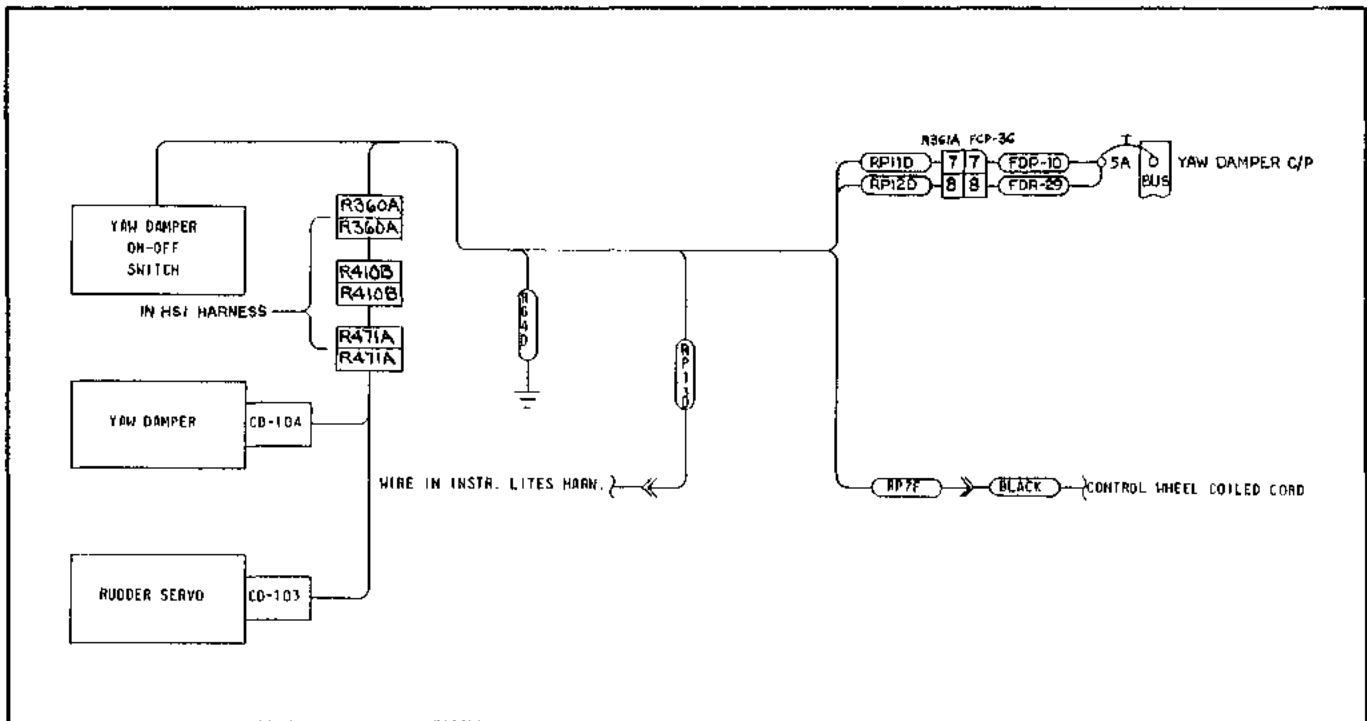 R361A FCP-36
RP11D 7 7 FDP-10 5A BUS YAW DAMPER C/P
RP12D 8 8 FDR-29
R360A
R360A
YAW DAMPER
ON-OFF
SWITCH
R410B
R410B
IN HSI HARNESS
R471A
R471A
RG4D
RP13D
YAW DAMPER
CD-104
WIRE IN INSTR. LITES HARN.
RP7F BLACK CONTROL WHEEL COILED CORD
RUDDER SERVO
CD-103